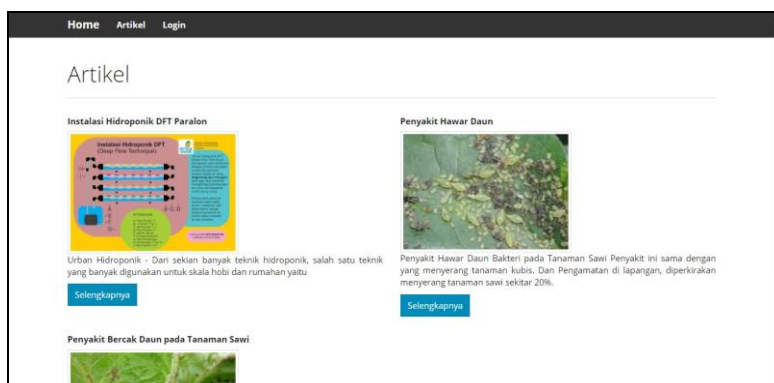 Home Artikel Login
Artikel
Instalasi Hidroponik DFT Paralon
Instalasi Hidroponik DFT
(Deep Flow Technique)
Urban Hidroponik - Dari sekian banyak teknik hidroponik, salah satu teknik
yang banyak digunakan untuk skala hobi dan rumahan yaitu
Selengkapnya
Penyakit Hawar Daun
Penyakit Hawar Daun Bakteri pada Tanaman Sawi Penyakit ini sama dengan
yang menyerang tanaman kubis. Dan Pengamatan di lapangan, diperkirakan
menyerang tanaman sawi sekitar 20%.
Selengkapnya
Penyakit Bercak Daun pada Tanaman Sawi